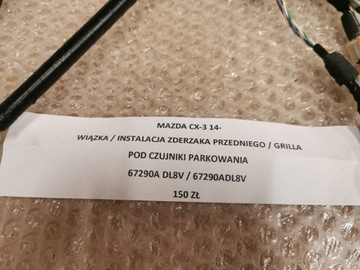 MAZDA CX-3 14-
WIĄZKA / INSTALACJA ZDERZAKA PRZEDNIEGO / GRILLA
POD CZUJNIKI PARKOWANIA
67290A DL8V / 67290ADL8V
150 ZŁ